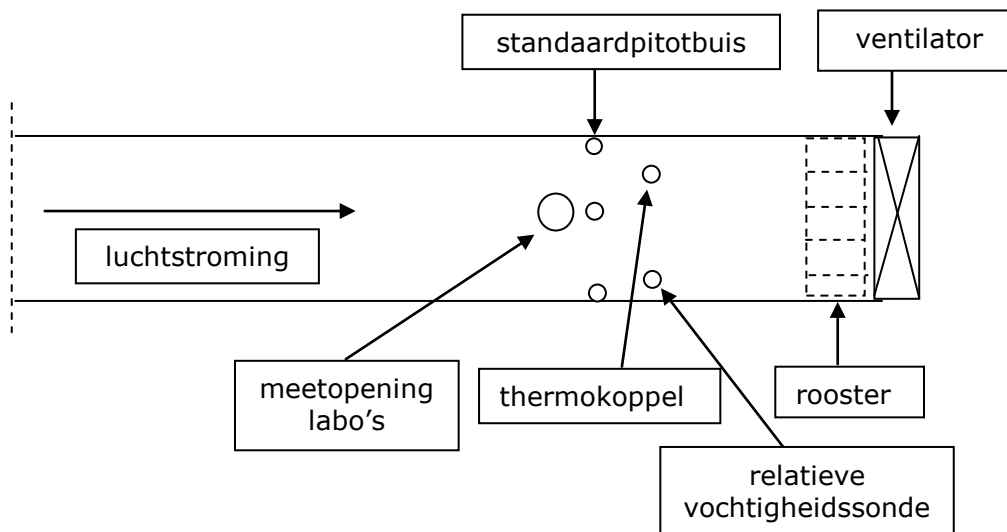 standaardpitotbuis
ventilator
luchtstroming
meetopening
labo's
thermokoppel
rooster
relatieve
vochtigheidssonde